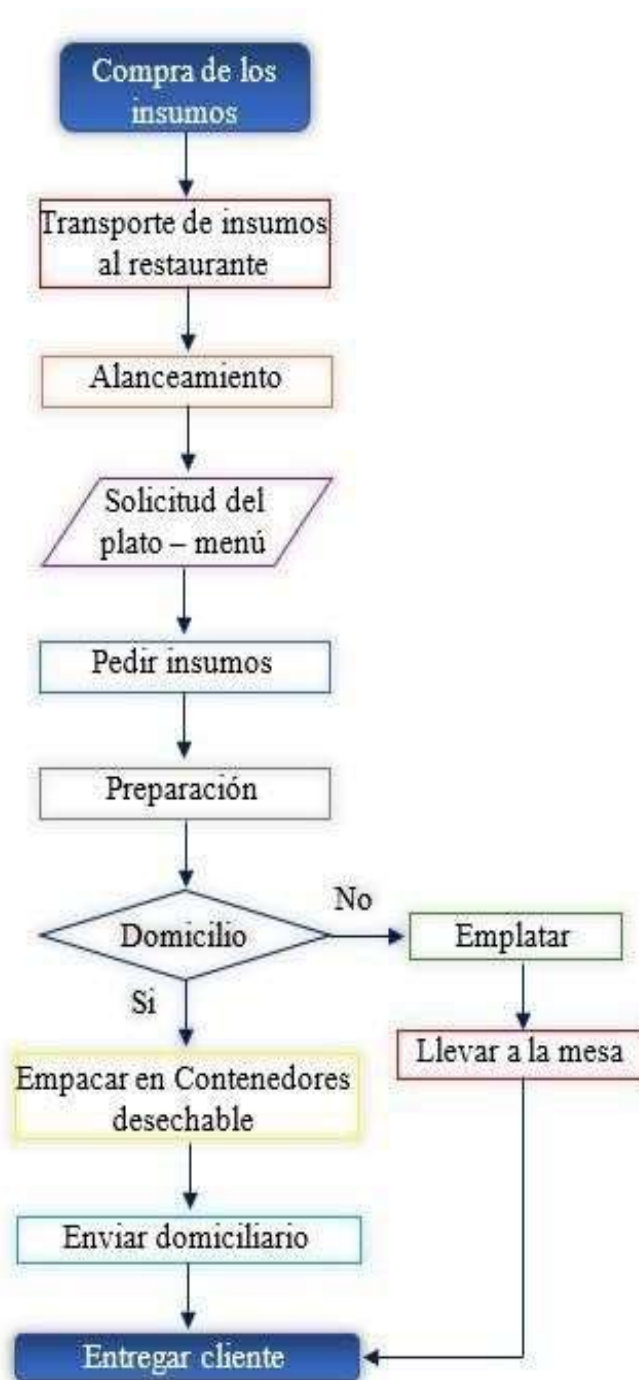 Compra de los
insumos
Transporte de insumos
al restaurante
Alanceamiento
Solicitud del
plato – menú
Pedir insumos
Preparación
Domicilio
No
Emplatar
Si
Llevar a la mesa
Empacar en Contenedores
desechable
Enviar domiciliario
Entregar cliente